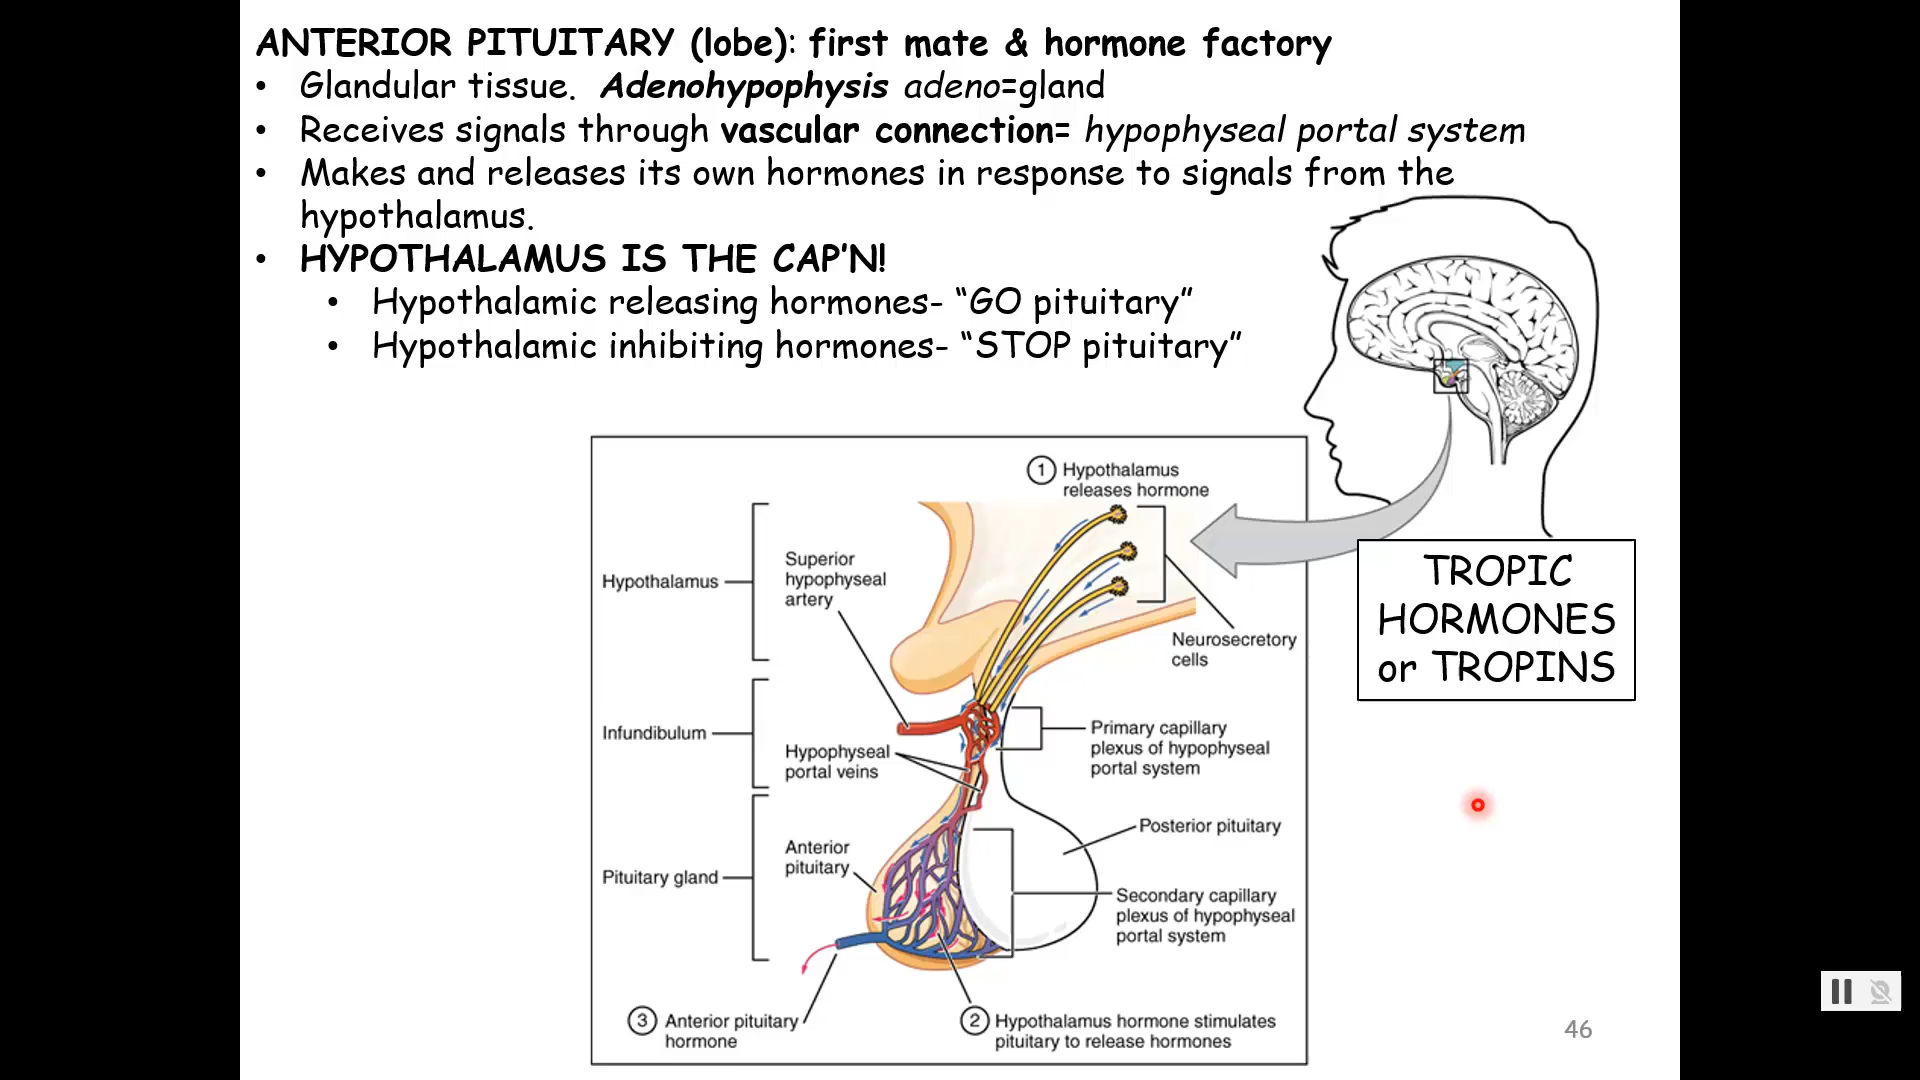 ANTERIOR PITUITARY (lobe): first mate & hormone factory
• Glandular tissue. Adenohypophysis adeno=gland
• Receives signals through vascular connection= hypophyseal portal system
• Makes and releases its own hormones in response to signals from the
hypothalamus.
• HYPOTHALAMUS IS THE CAP’N!
• Hypothalamic releasing hormones- “GO pituitary”
• Hypothalamic inhibiting hormones- “STOP pituitary”
1 Hypothalamus
releases hormone
Hypothalamus
Superior
hypophyseal
artery
Neurosecretory
cells
TROPIC
HORMONES
or TROPINS
Infundibulum
Hypophyseal
portal veins
Primary capillary
plexus of hypophyseal
portal system
Posterior pituitary
Anterior
pituitary
Pituitary gland
Secondary capillary
plexus of hypophyseal
portal system
3 Anterior pituitary
hormone
2 Hypothalamus hormone stimulates
pituitary to release hormones
46